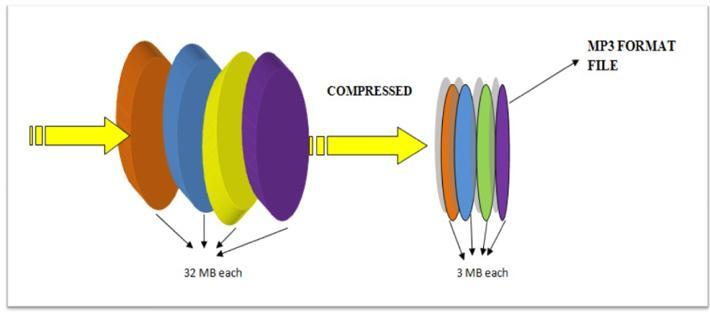 MP3 FORMAT
FILE
COMPRESSED
32 MB each
3 MB each